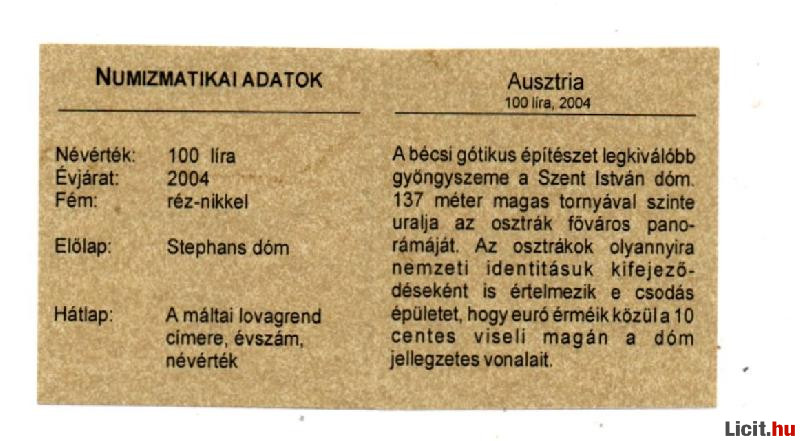 NUMIZMATIKAI ADATOK
Névérték: 100 líra
Évjárat: 2004
Fém: réz-nikkel
Előlap: Stephans dóm
Hátlap: A máltai lovagrend
címere, évszám,
névérték
Ausztria
100 líra, 2004
A bécsi gótikus építészet legkiválóbb
gyöngyszeme a Szent István dóm.
137 méter magas tornyával szinte
uralja az osztrák főváros pano-
rámáját. Az osztrákok olyannyira
nemzeti identitásuk kifejező-
déseként is értelmezik e csodás
épületet, hogy euró érméik közül a 10
centes viseli magán a dóm
jellegzetes vonalait.
Licit.hu